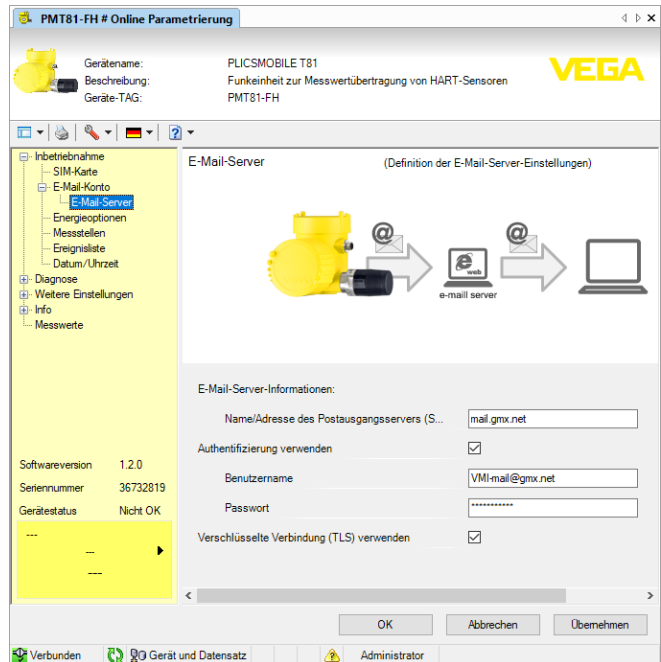 PMT81-FH # Online Parametrierung
Gerätename: PLICSMOBILE T81
Beschreibung: Funkeinheit zur Messwertübertragung von HART-Sensoren
Geräte-TAG: PMT81-FH
VEGA
Inbetriebnahme
SIM-Karte
E-Mail-Konto
E-Mail-Server
Energieoptionen
Messstellen
Ereignisliste
Datum/Uhrzeit
Diagnose
Weitere Einstellungen
Info
Messwerte
Softwareversion 1.2.0
Seriennummer 36732819
Gerätestatus Nicht OK
---
---
---
E-Mail-Server (Definition der E-Mail-Server-Einstellungen)
@ @
e web
e-maill server
E-Mail-Server-Informationen:
Name/Adresse des Postausgangsservers (S... mail.gmx.net
Authentifizierung verwenden
Benutzername VMI-mail@gmx.net
Passwort ***********
Verschlüsselte Verbindung (TLS) verwenden
OK Abbrechen Übernehmen
Verbunden Gerät und Datensatz Administrator